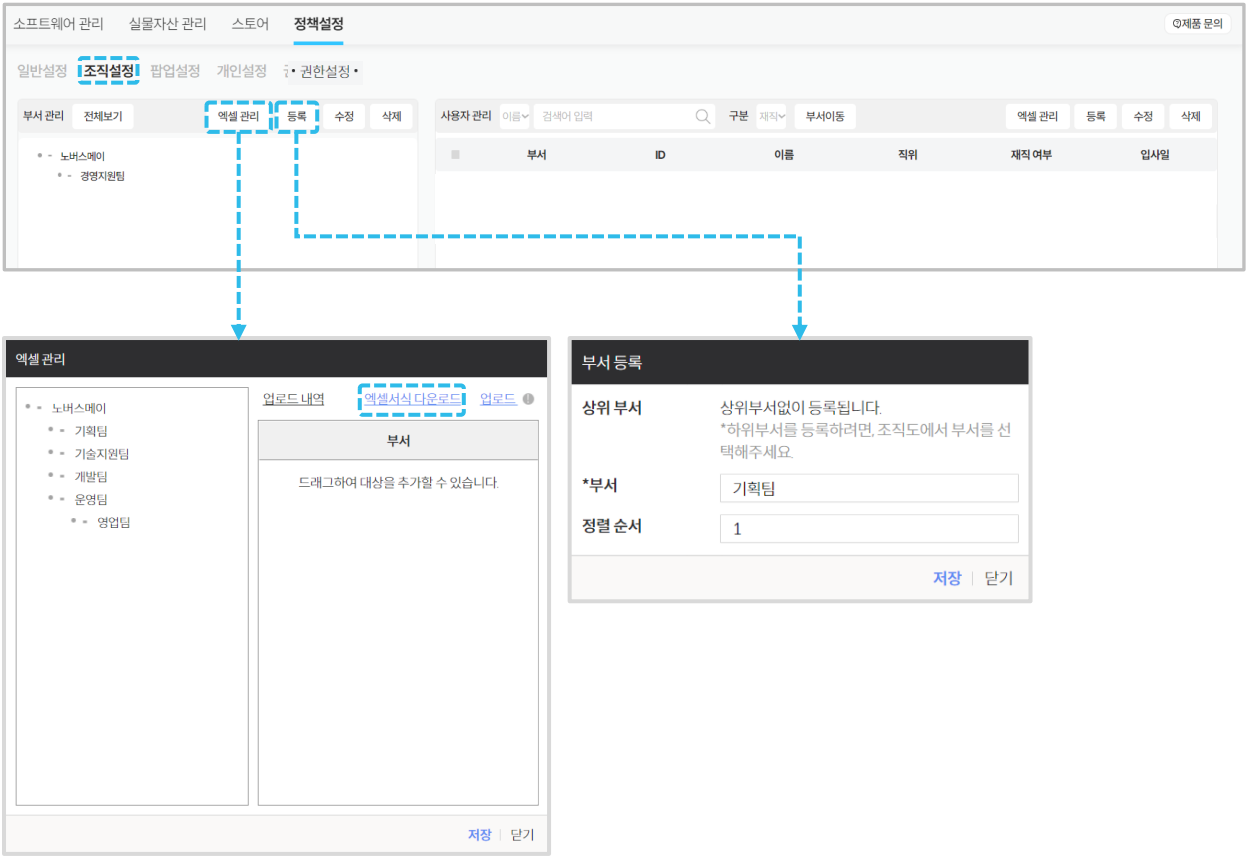 소프트웨어 관리 실물자산 관리 스토어 정책설정 제품 문의
일반설정 조직설정 팝업설정 개인설정 • 권한설정 •
부서 관리 전체보기 엑셀 관리 등록 수정 삭제
사용자 관리 이름 검색어 입력 구분 재직 부서이동 엑셀 관리 등록 수정 삭제
노버스메이
경영지원팀
부서 ID 이름 직위 재직 여부 입사일
엑셀 관리
노버스메이
기획팀
기술지원팀
개발팀
운영팀
영업팀
업로드 내역 엑셀서식 다운로드 업로드
부서
드래그하여 대상을 추가할 수 있습니다.
저장 닫기
부서 등록
상위 부서 상위부서없이 등록됩니다.
*하위부서를 등록하려면, 조직도에서 부서를 선
택해주세요.
*부서 기획팀
정렬 순서 1
저장 닫기